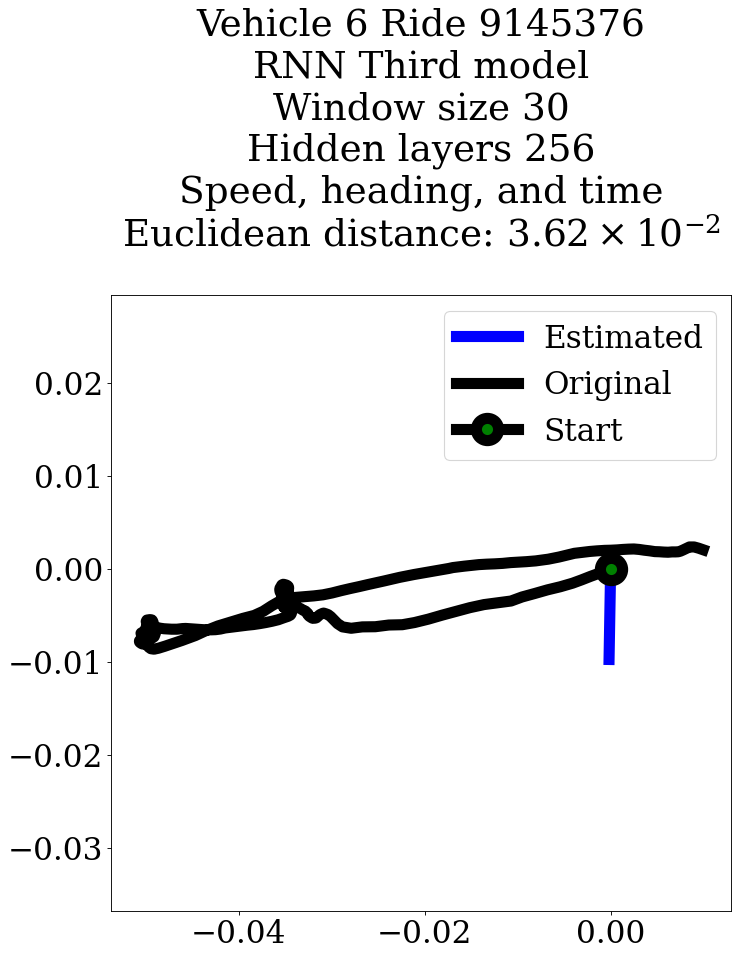 Vehicle 6 Ride 9145376
RNN Third model
Window size 30
Hidden layers 256
Speed, heading, and time
Euclidean distance: 3.62 × 10⁻²
Estimated
Original
Start
0.02
0.01
0.00
−0.01
−0.02
−0.03
−0.04
−0.02
0.00